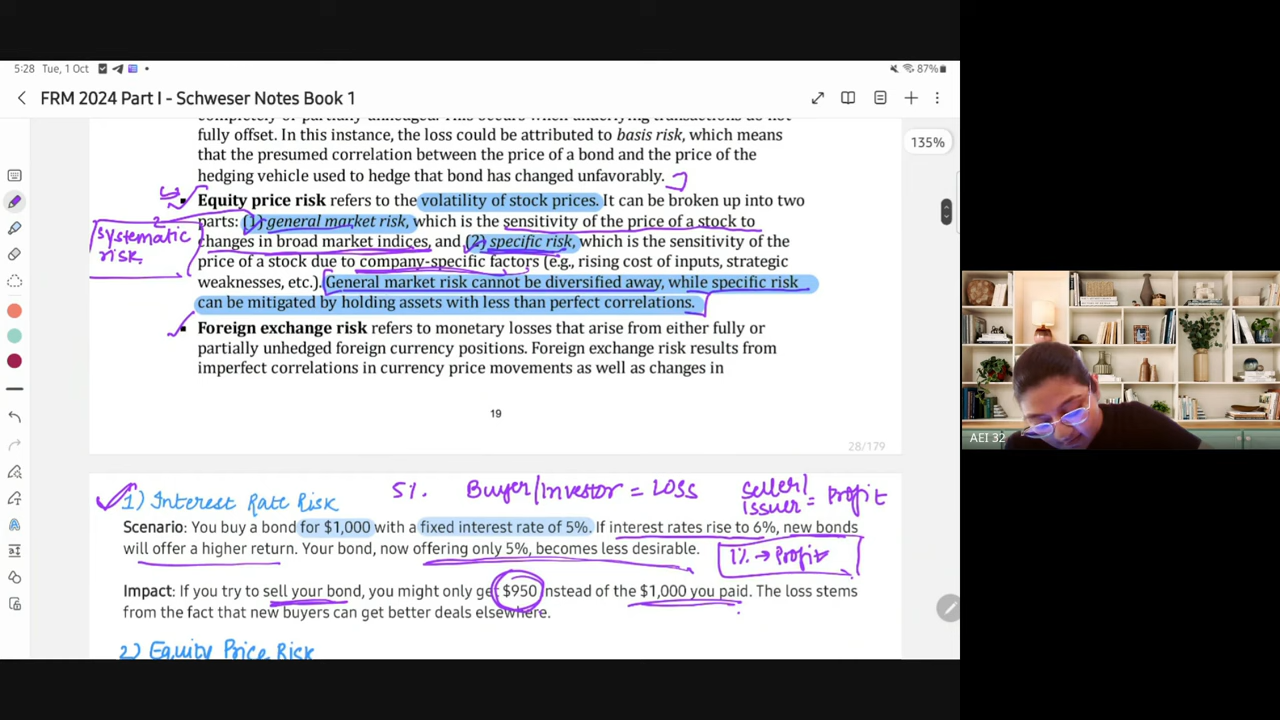 5:28 Tue, 1 Oct
87%
FRM 2024 Part I - Schweser Notes Book 1
135%
fully offset. In this instance, the loss could be attributed to basis risk, which means
that the presumed correlation between the price of a bond and the price of the
hedging vehicle used to hedge that bond has changed unfavorably.
Equity price risk refers to the volatility of stock prices. It can be broken up into two
parts: (1) general market risk, which is the sensitivity of the price of a stock to
changes in broad market indices, and (2) specific risk, which is the sensitivity of the
price of a stock due to company-specific factors (e.g., rising cost of inputs, strategic
weaknesses, etc.). General market risk cannot be diversified away, while specific risk
can be mitigated by holding assets with less than perfect correlations.
systematic
risk.
Foreign exchange risk refers to monetary losses that arise from either fully or
partially unhedged foreign currency positions. Foreign exchange risk results from
imperfect correlations in currency price movements as well as changes in
19
28/179
1) Interest Rate Risk
5%. Buyer/Investor = LOSS
Seller/
Issuer = Profit
Scenario: You buy a bond for $1,000 with a fixed interest rate of 5%. If interest rates rise to 6%, new bonds
will offer a higher return. Your bond, now offering only 5%, becomes less desirable.
1% → Profit
Impact: If you try to sell your bond, you might only get $950 instead of the $1,000 you paid. The loss stems
from the fact that new buyers can get better deals elsewhere.
2) Equity Price Risk
AEI 32